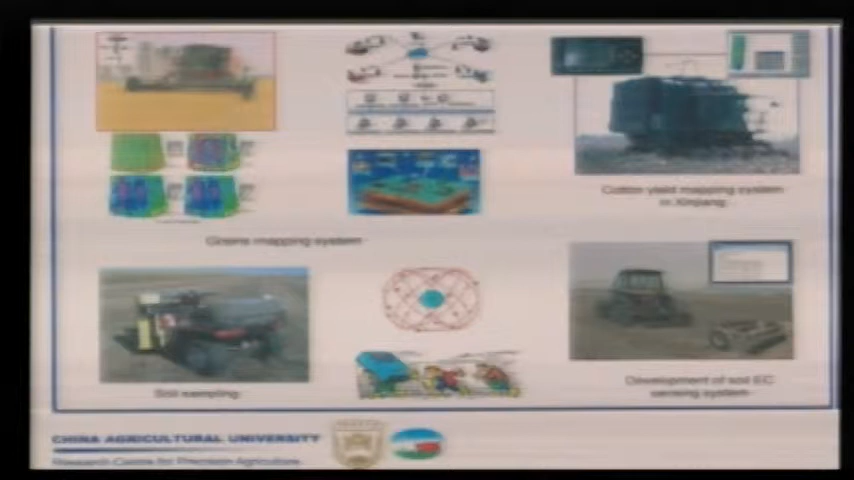 Cotton yield mapping system
in Xinjiang
Grains mapping system
Soil sampling
Development of soil EC
sensing system
CHINA AGRICULTURAL UNIVERSITY
Research Centre for Precision Agriculture